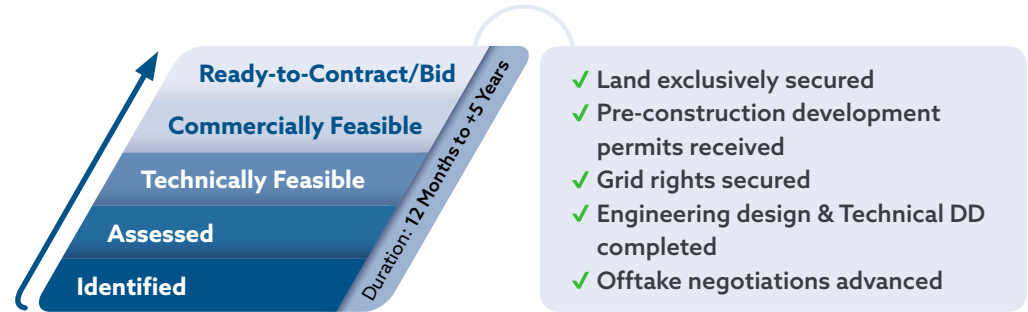 Ready-to-Contract/Bid
Commercially Feasible
Technically Feasible
Assessed
Identified
Duration: 12 Months to +5 Years
✓ Land exclusively secured
✓ Pre-construction development
permits received
✓ Grid rights secured
✓ Engineering design & Technical DD
completed
✓ Offtake negotiations advanced